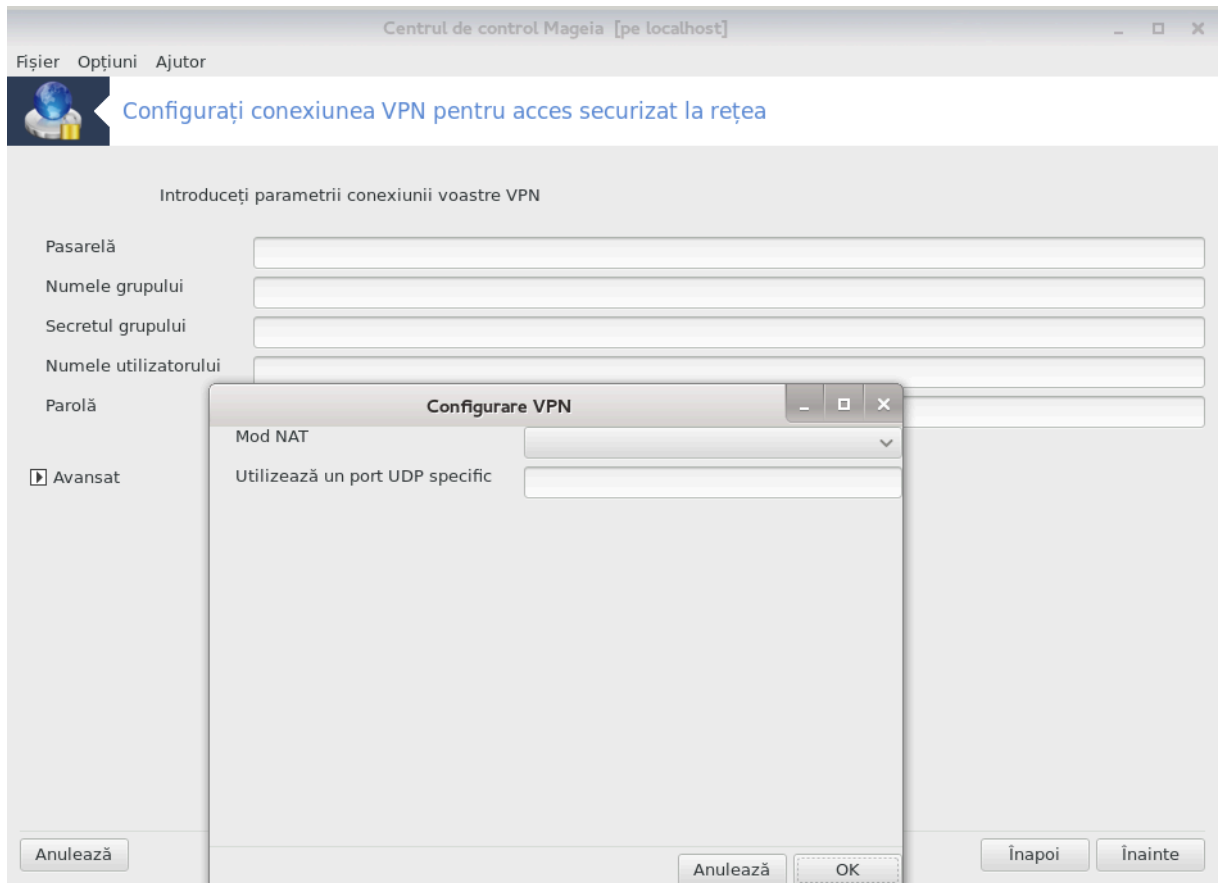 Centrul de control Mageia [pe localhost]
Fișier Opțiuni Ajutor
Configurați conexiunea VPN pentru acces securizat la rețea
Introduceți parametrii conexiunii voastre VPN
Pasarelă
Numele grupului
Secretul grupului
Numele utilizatorului
Parolă
Avansat
Configurare VPN
Mod NAT
Utilizează un port UDP specific
Anulează OK
Anulează Înapoi Înainte